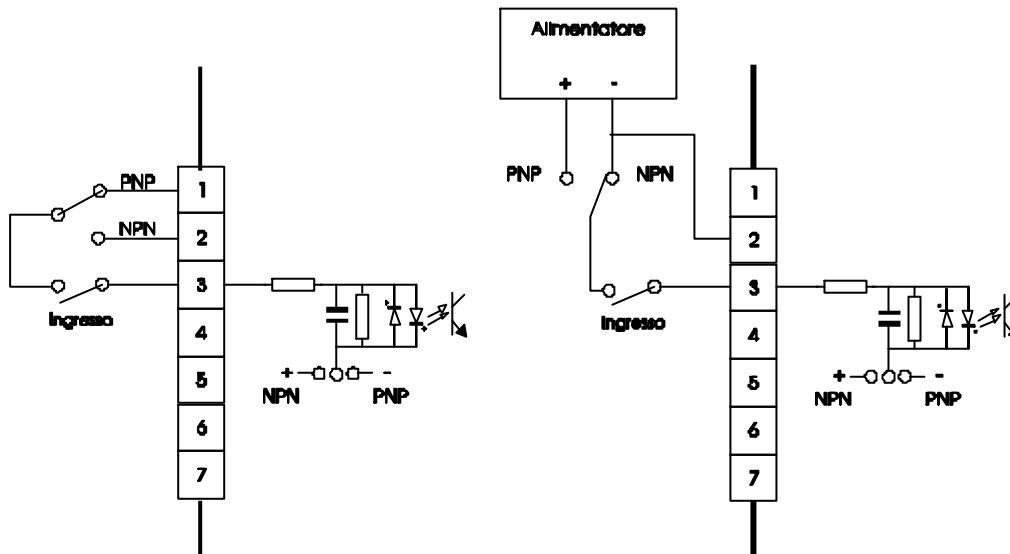 Alimentatore
+ -
PNP
NPN
Ingresso
1
2
3
4
5
6
7
+ -
NPN PNP
PNP NPN
Ingresso
1
2
3
4
5
6
7
+ -
NPN PNP